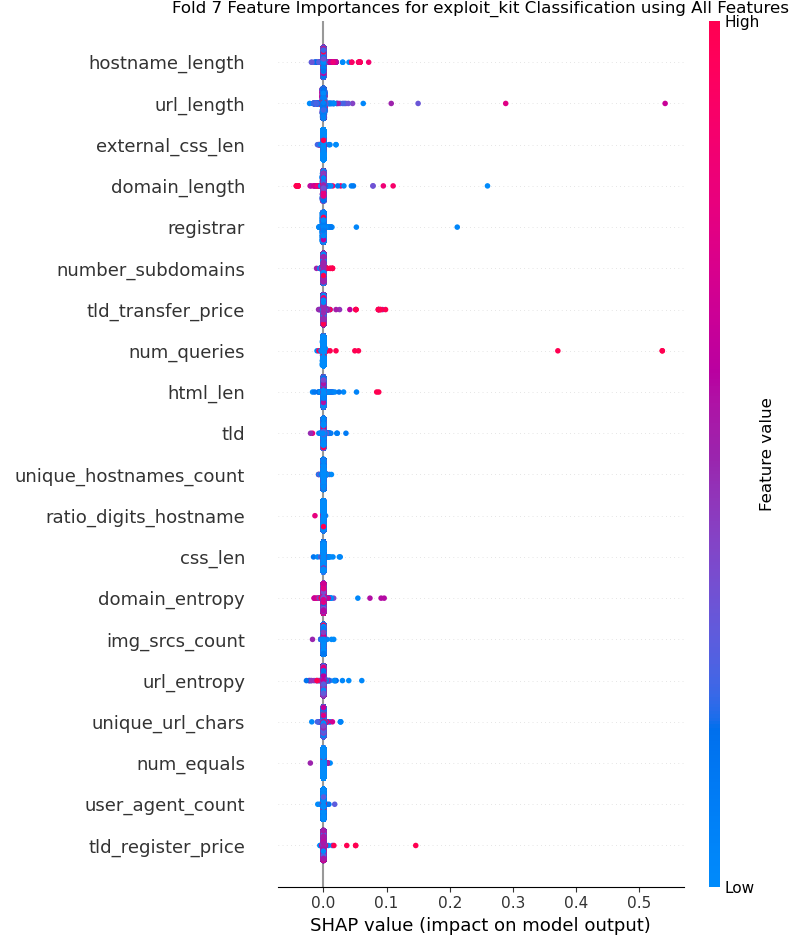 Fold 7 Feature Importances for exploit_kit Classification using All Features
High
hostname_length
url_length
external_css_len
domain_length
registrar
number_subdomains
tld_transfer_price
num_queries
html_len
tld
unique_hostnames_count
ratio_digits_hostname
css_len
domain_entropy
img_srcs_count
url_entropy
unique_url_chars
num_equals
user_agent_count
tld_register_price
Feature value
Low
0.0 0.1 0.2 0.3 0.4 0.5
SHAP value (impact on model output)